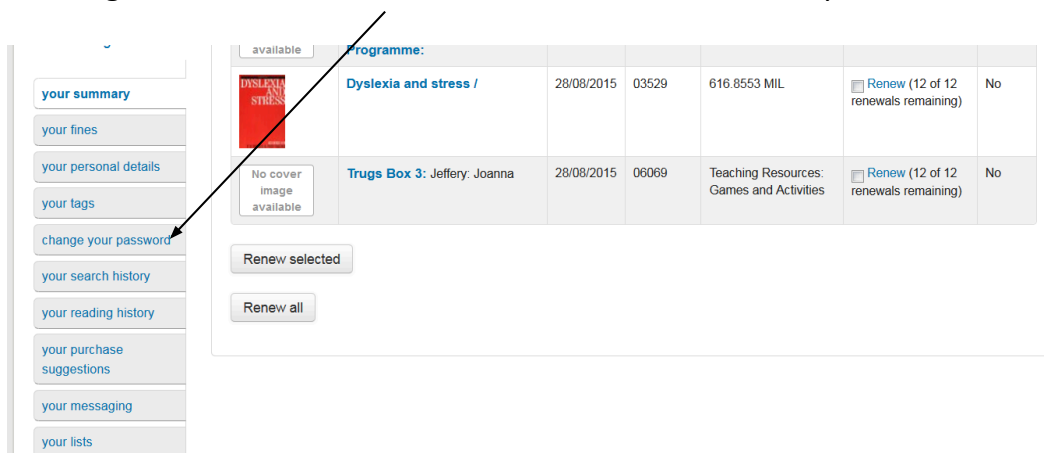 available
Programme:
your summary
your fines
your personal details
your tags
change your password
your search history
your reading history
your purchase
suggestions
your messaging
your lists
DYSLEXIA
AND
STRESS
Dyslexia and stress /
28/08/2015
03529
616.8553 MIL
Renew (12 of 12
renewals remaining)
No
No cover
image
available
Trugs Box 3: Jeffery: Joanna
28/08/2015
06069
Teaching Resources:
Games and Activities
Renew (12 of 12
renewals remaining)
No
Renew selected
Renew all